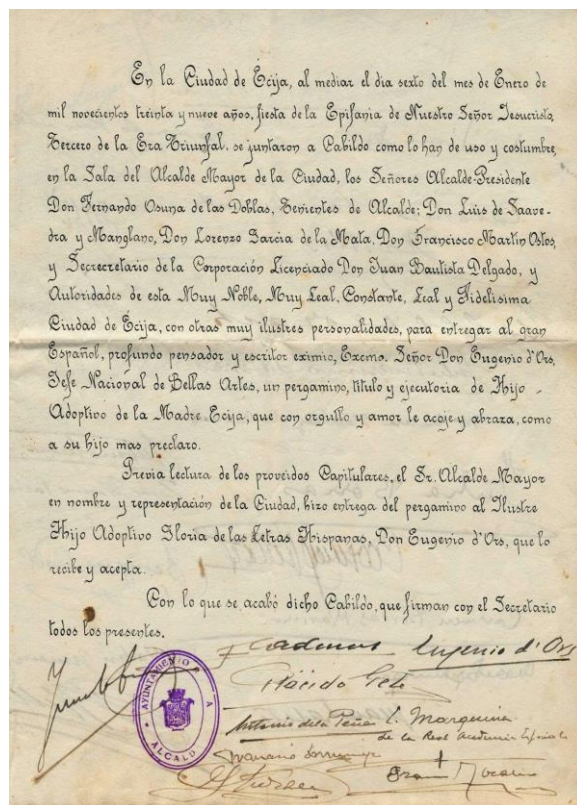 En la Ciudad de Écija, al mediar el dia sexto del mes de Enero de
mil novecientos treinta y nueve años, fiesta de la Epifania de Nuestro Señor Jesucristo,
Tercero de la Era Triunfal. se juntaron a Cabildo como lo han de uso y costumbre,
en la Sala del Alcalde Mayor de la Ciudad, los Señores Alcalde-Presidente
Don Fernando Osuna de las Doblas, Tenientes de Alcalde; Don Luis de Saave-
dra y Manglano, Don Lorenzo Garcia de la Mata, Don Francisco Martin Ostos,
y Secrecretario de la Corporación Licenciado Don Juan Bautista Delgado, y
Autoridades de esta Muy Noble, Muy Leal, Constante, Leal y Fidelisima
Ciudad de Écija, con otras muy ilustres personalidades, para entregar al gran
Español, profundo pensador y escritor eximio, Excmo. Señor Don Eugenio d'Ors,
Jefe Nacional de Bellas Artes, un pergamino, título y ejecutoria de Hijo
Adoptivo de la Madre Ecija, que con orgullo y amor le acoje y abraza, como
a su hijo mas preclaro.
Previa lectura de los proveidos Capitulares, el Sr. Alcalde Mayor
en nombre y representación de la Ciudad, hizo entrega del pergamino al Ilustre
Hijo Adoptivo Gloria de las Letras Hispanas, Don Eugenio d'Ors, que lo
recibe y acepta.
Con lo que se acabó dicho Cabildo, que firman con el Secretario
todos los presentes.
Cadenas Eugenio d'Ors
AYUNTAMIENTO
Antonio de la Peña E. Marquina
de la Real Academia Española